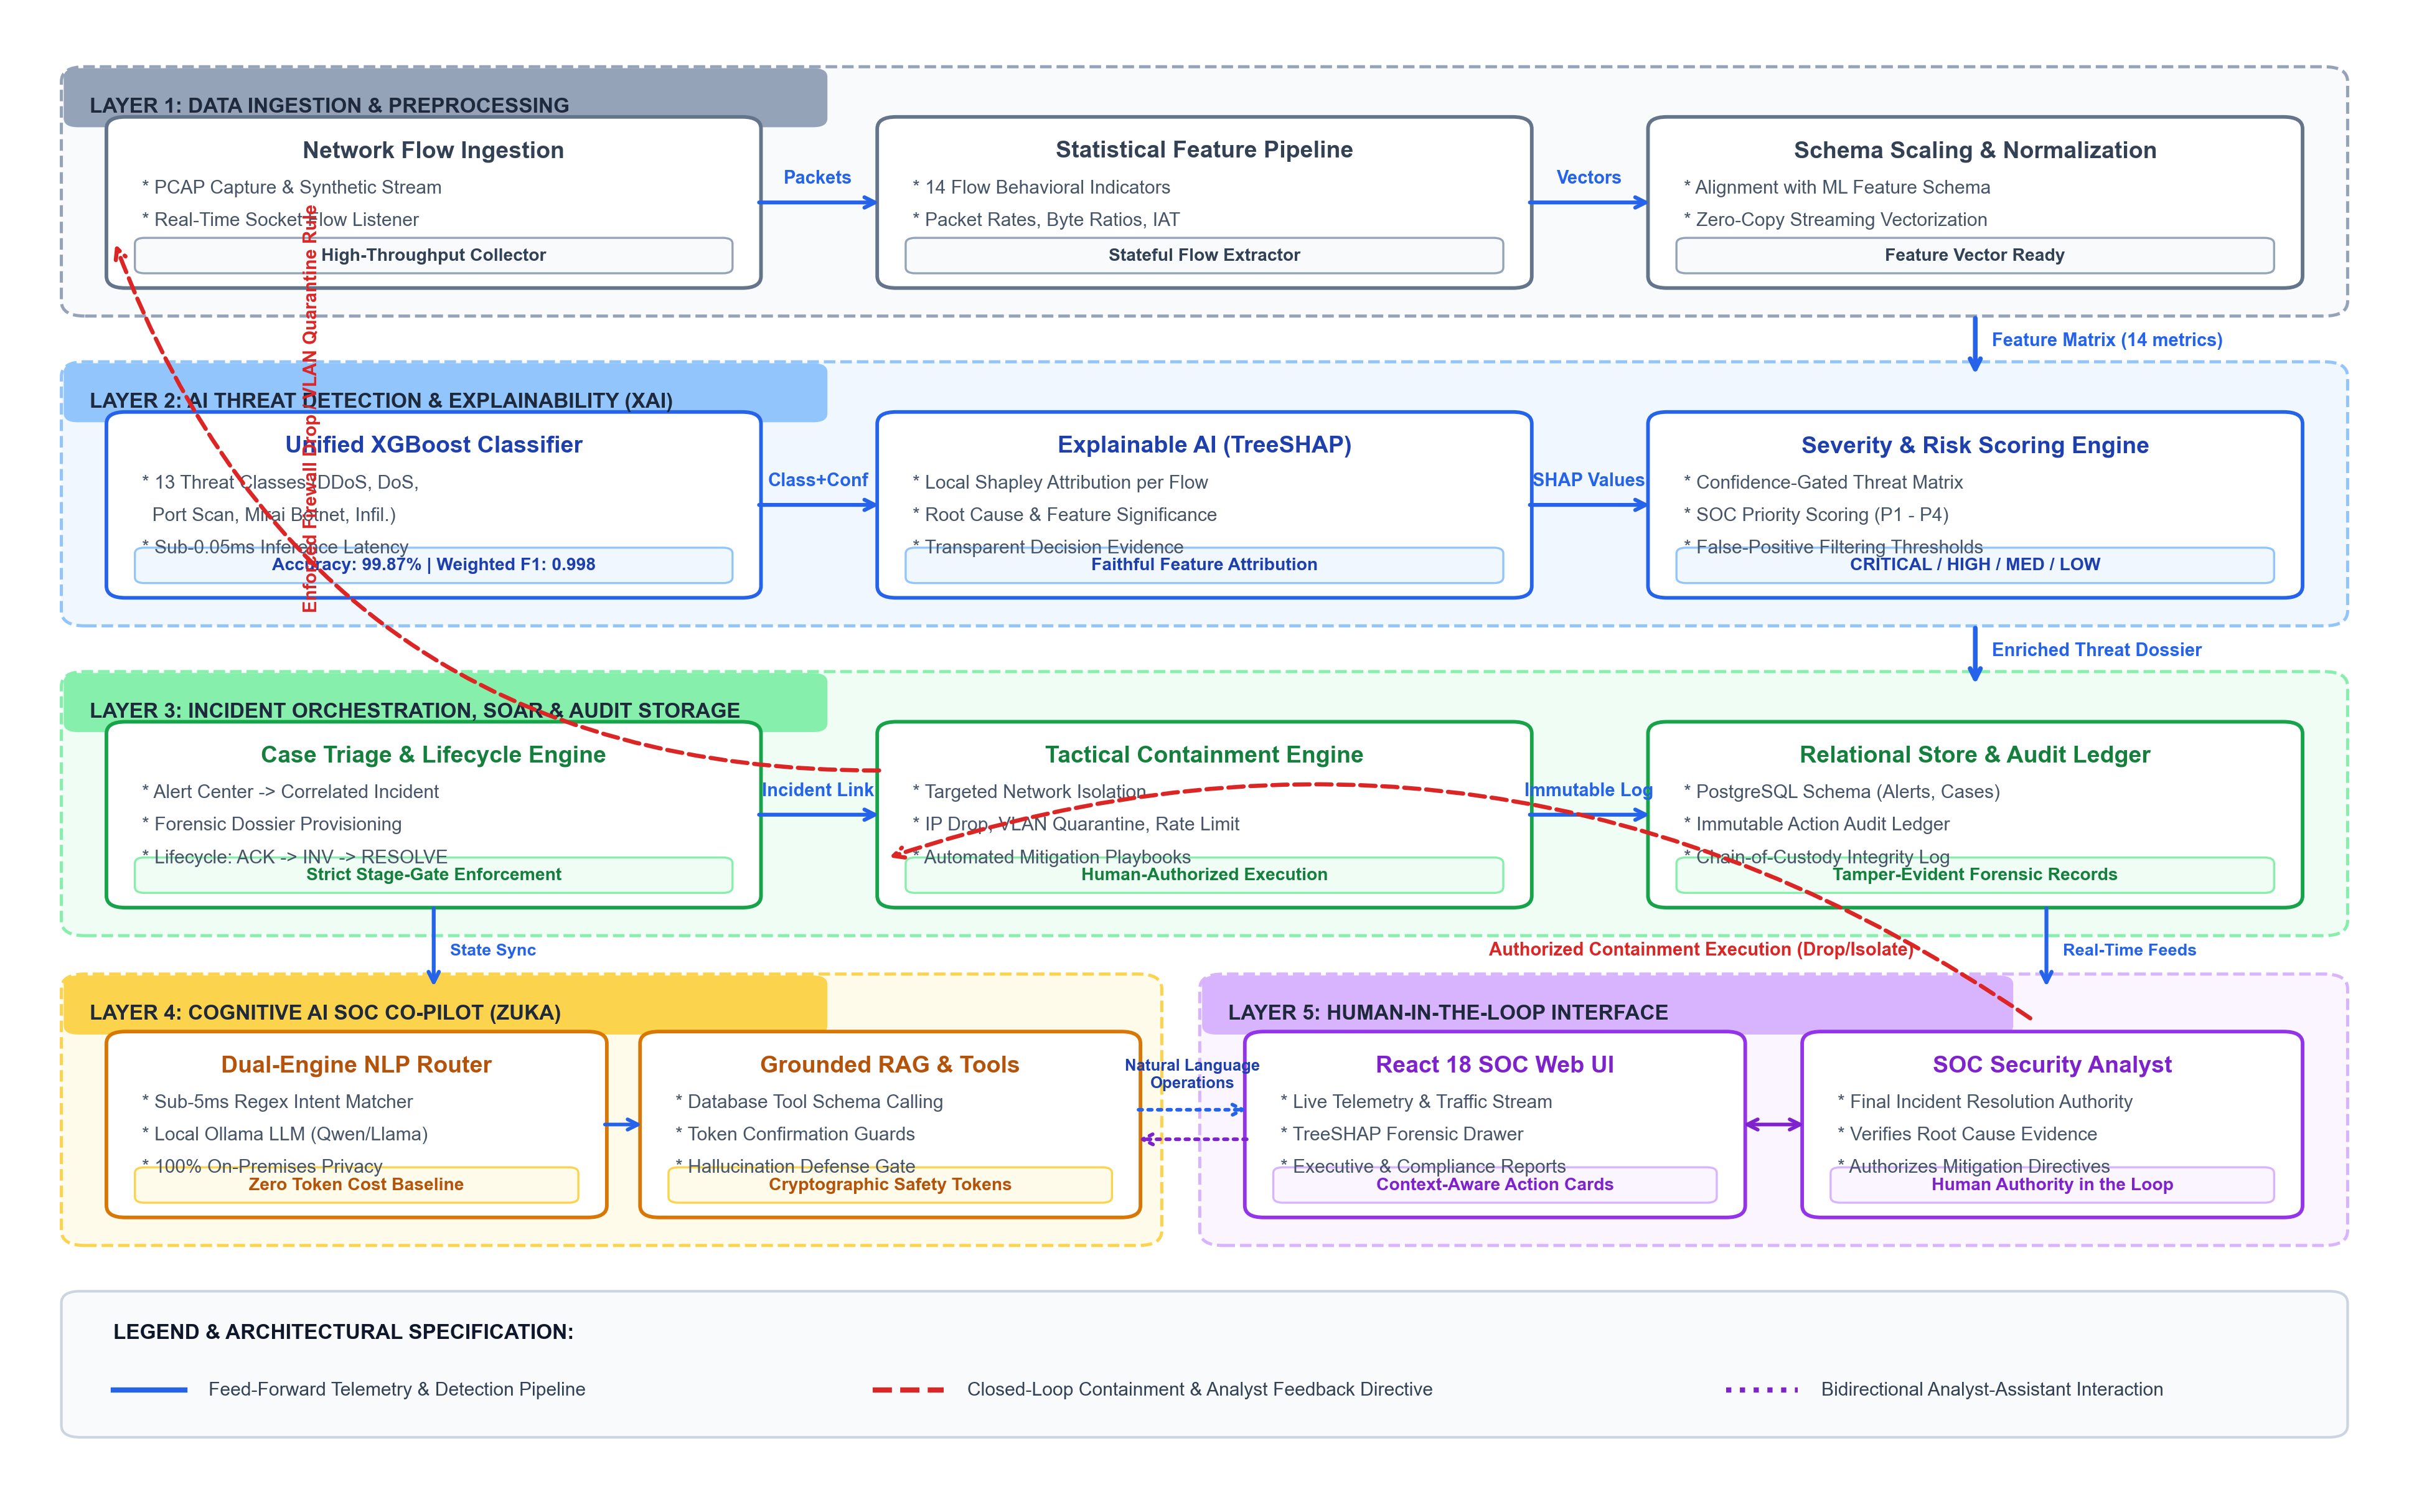 LAYER 1: DATA INGESTION & PREPROCESSING
Network Flow Ingestion
* PCAP Capture & Synthetic Stream
* Real-Time Socket Flow Listener
High-Throughput Collector
Packets
Statistical Feature Pipeline
* 14 Flow Behavioral Indicators
* Packet Rates, Byte Ratios, IAT
Stateful Flow Extractor
Vectors
Schema Scaling & Normalization
* Alignment with ML Feature Schema
* Zero-Copy Streaming Vectorization
Feature Vector Ready
Feature Matrix (14 metrics)
Enforced Firewall Drop / VLAN Quarantine Rule
LAYER 2: AI THREAT DETECTION & EXPLAINABILITY (XAI)
Unified XGBoost Classifier
* 13 Threat Classes (DDoS, DoS,
Port Scan, Mirai Botnet, Infil.)
* Sub-0.05ms Inference Latency
Accuracy: 99.87% | Weighted F1: 0.998
Class+Conf
Explainable AI (TreeSHAP)
* Local Shapley Attribution per Flow
* Root Cause & Feature Significance
* Transparent Decision Evidence
Faithful Feature Attribution
SHAP Values
Severity & Risk Scoring Engine
* Confidence-Gated Threat Matrix
* SOC Priority Scoring (P1 - P4)
* False-Positive Filtering Thresholds
CRITICAL / HIGH / MED / LOW
Enriched Threat Dossier
LAYER 3: INCIDENT ORCHESTRATION, SOAR & AUDIT STORAGE
Case Triage & Lifecycle Engine
* Alert Center -> Correlated Incident
* Forensic Dossier Provisioning
* Lifecycle: ACK -> INV -> RESOLVE
Strict Stage-Gate Enforcement
Incident Link
Tactical Containment Engine
* Targeted Network Isolation
* IP Drop, VLAN Quarantine, Rate Limit
* Automated Mitigation Playbooks
Human-Authorized Execution
Immutable Log
Relational Store & Audit Ledger
* PostgreSQL Schema (Alerts, Cases)
* Immutable Action Audit Ledger
* Chain-of-Custody Integrity Log
Tamper-Evident Forensic Records
State Sync
Authorized Containment Execution (Drop/Isolate)
Real-Time Feeds
LAYER 4: COGNITIVE AI SOC CO-PILOT (ZUKA)
Dual-Engine NLP Router
* Sub-5ms Regex Intent Matcher
* Local Ollama LLM (Qwen/Llama)
* 100% On-Premises Privacy
Zero Token Cost Baseline
Grounded RAG & Tools
* Database Tool Schema Calling
* Token Confirmation Guards
* Hallucination Defense Gate
Cryptographic Safety Tokens
Natural Language
Operations
LAYER 5: HUMAN-IN-THE-LOOP INTERFACE
React 18 SOC Web UI
* Live Telemetry & Traffic Stream
* TreeSHAP Forensic Drawer
* Executive & Compliance Reports
Context-Aware Action Cards
SOC Security Analyst
* Final Incident Resolution Authority
* Verifies Root Cause Evidence
* Authorizes Mitigation Directives
Human Authority in the Loop
LEGEND & ARCHITECTURAL SPECIFICATION:
Feed-Forward Telemetry & Detection Pipeline
Closed-Loop Containment & Analyst Feedback Directive
Bidirectional Analyst-Assistant Interaction